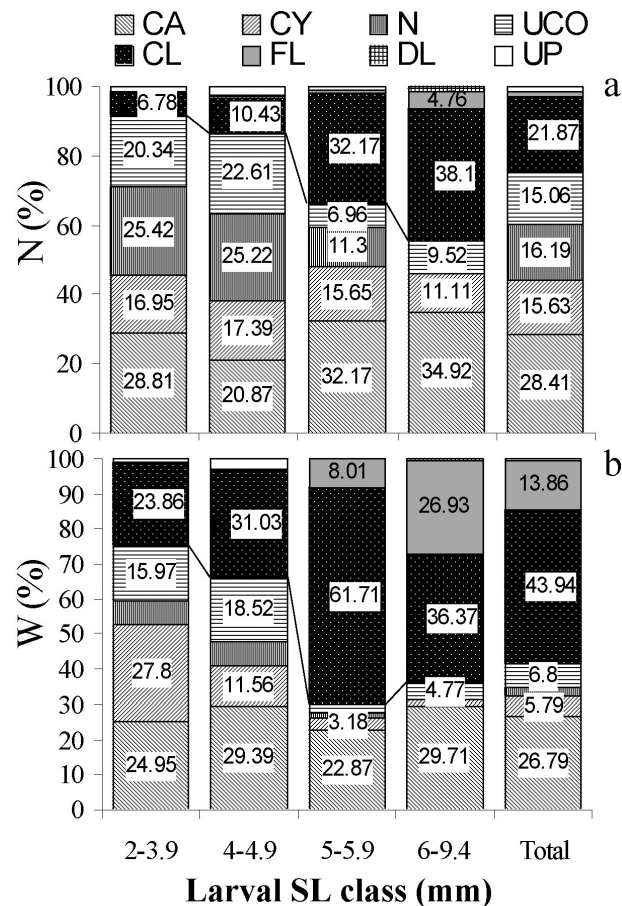 CA CY N UCO
CL FL DL UP
a
N (%)
100
80
60
40
20
0
6.78 10.43 32.17 4.76 21.87
20.34 22.61 6.96 38.1 15.06
25.42 25.22 11.3 9.52 16.19
16.95 17.39 15.65 11.11 15.63
28.81 20.87 32.17 34.92 28.41
b
W (%)
100
90
80
70
60
50
40
30
20
10
0
23.86 31.03 8.01 26.93 13.86
15.97 18.52 61.71 36.37 43.94
27.8 11.56 3.18 4.77 6.8
24.95 29.39 22.87 29.71 5.79
26.79
2-3.9 4-4.9 5-5.9 6-9.4 Total
Larval SL class (mm)